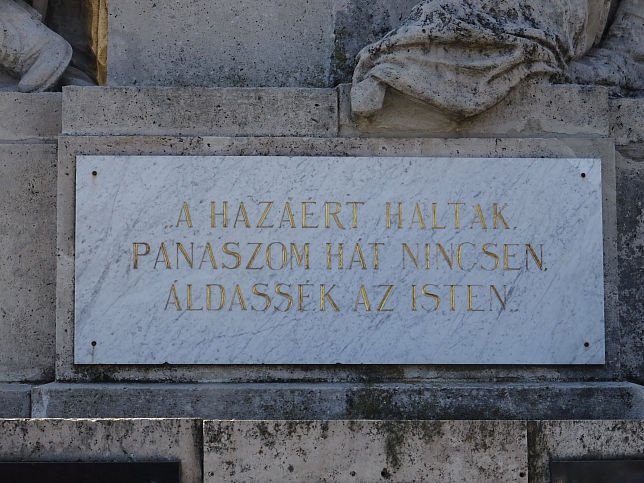 „A HAZÁÉRT HALTAK.
PANASZOM HÁT NINCSEN.
ÁLDASSÉK AZ ISTEN.”